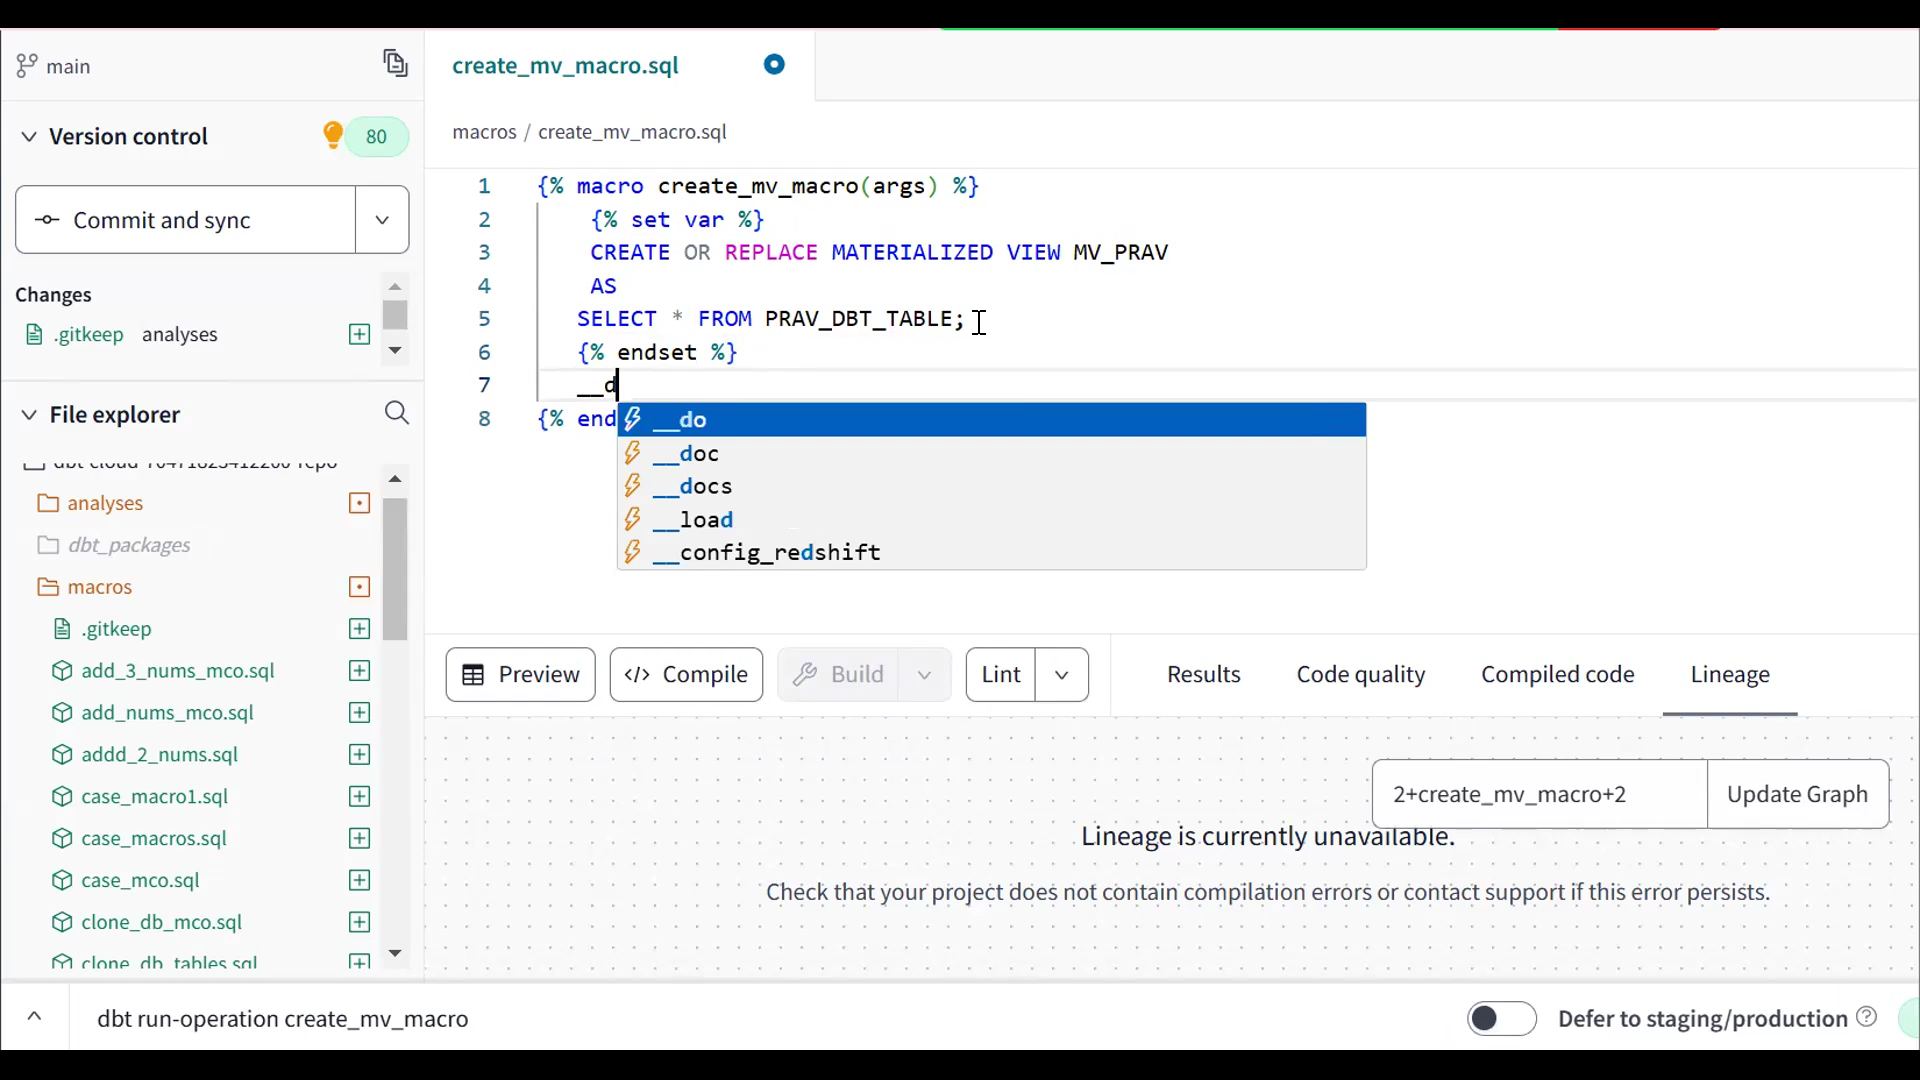 main
Version control
80
Commit and sync
Changes
.gitkeep analyses
File explorer
analyses
dbt_packages
macros
.gitkeep
add_3_nums_mco.sql
add_nums_mco.sql
addd_2_nums.sql
case_macro1.sql
case_macros.sql
case_mco.sql
clone_db_mco.sql
clone_db_tables.sql
create_mv_macro.sql
macros / create_mv_macro.sql
1 {% macro create_mv_macro(args) %}
2 {% set var %}
3 CREATE OR REPLACE MATERIALIZED VIEW MV_PRAV
4 AS
5 SELECT * FROM PRAV_DBT_TABLE;
6 {% endset %}
7 __d
8 {% end
__do
__doc
__docs
__load
__config_redshift
Preview
Compile
Build
Lint
Results
Code quality
Compiled code
Lineage
2+create_mv_macro+2
Update Graph
Lineage is currently unavailable.
Check that your project does not contain compilation errors or contact support if this error persists.
dbt run-operation create_mv_macro
Defer to staging/production